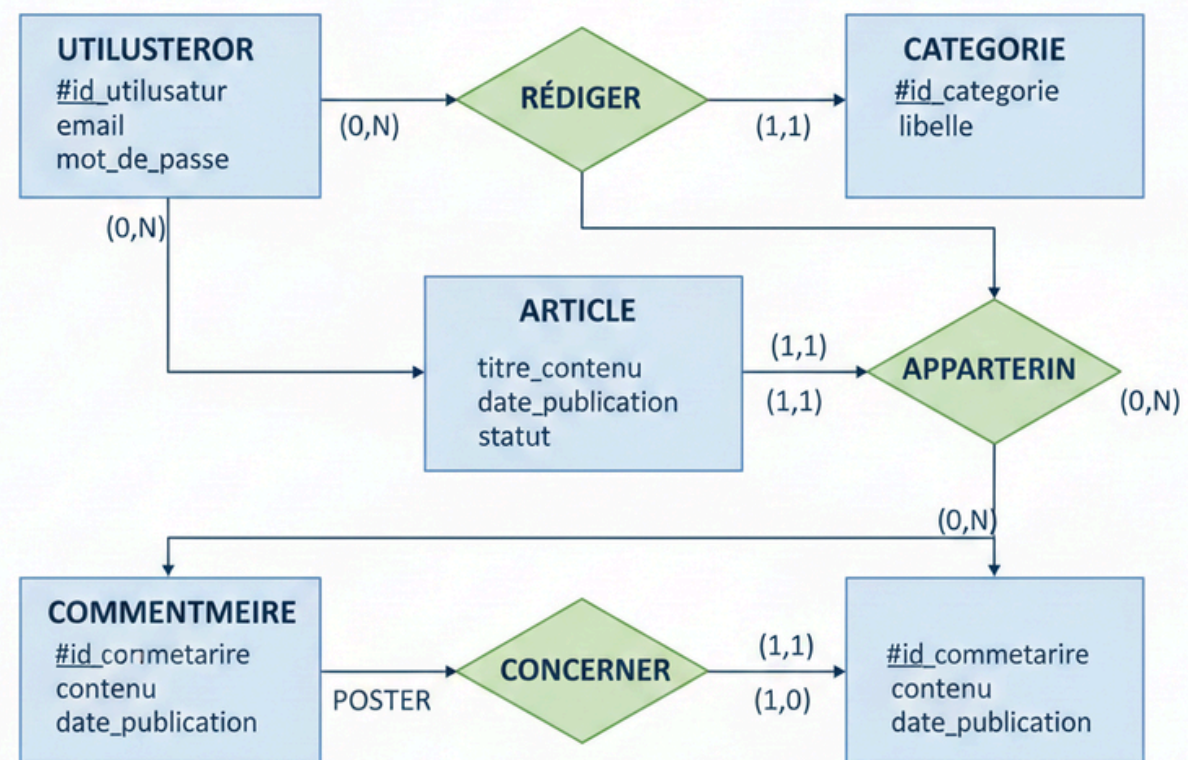 UTILUSTEROR
#id_utilusatur
email
mot_de_passe
(0,N)
RÉDIGER
(1,1)
CATEGORIE
#id_categorie
libelle
(0,N)
ARTICLE
titre_contenu
date_publication
statut
(1,1)
(1,1)
APPARTERIN
(0,N)
(0,N)
COMMENTMEIRE
#id_conmetarire
contenu
date_publication
POSTER
CONCERNER
(1,1)
(1,0)
#id_commetarire
contenu
date_publication